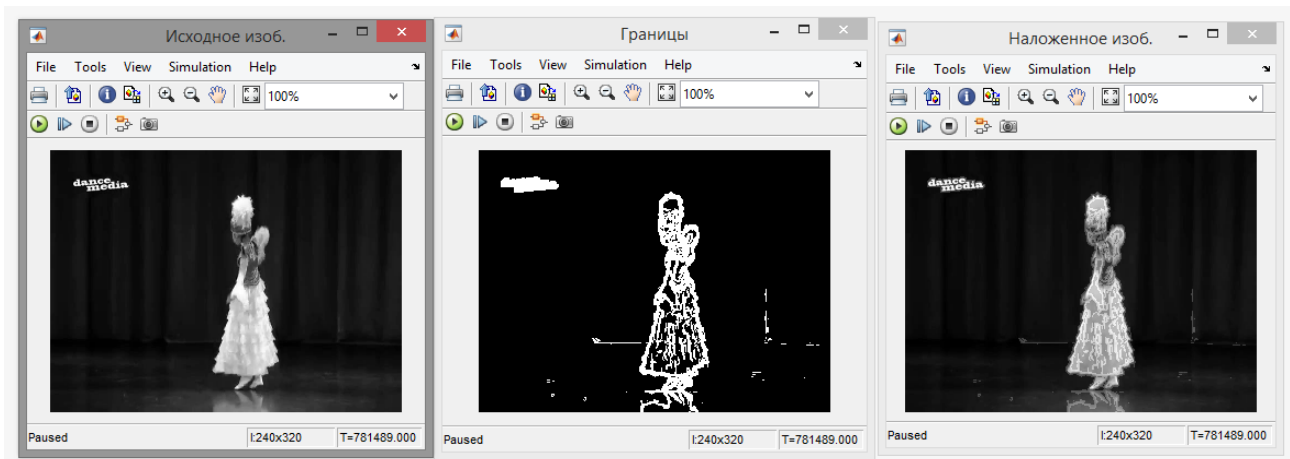 Исходное изоб.
File Tools View Simulation Help
100%
dance
media
Paused I:240x320 T=781489.000
Границы
File Tools View Simulation Help
100%
Paused I:240x320 T=781489.000
Наложенное изоб.
File Tools View Simulation Help
100%
dance
media
Paused I:240x320 T=781489.000